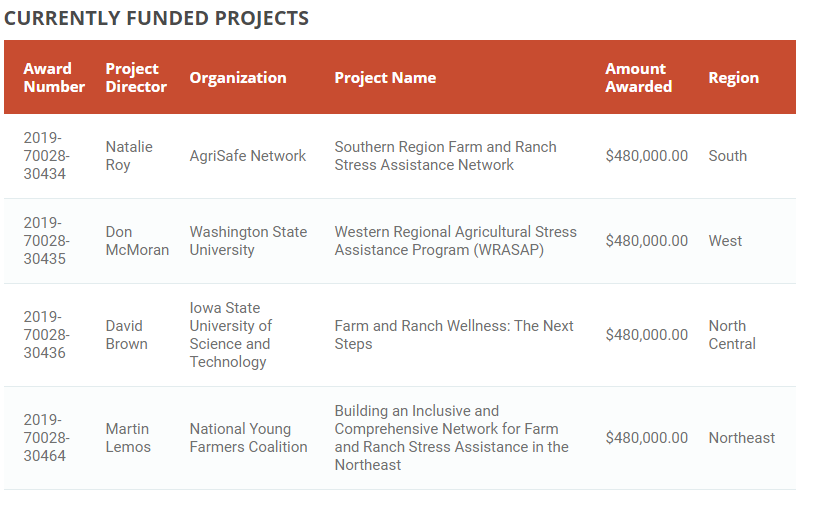 CURRENTLY FUNDED PROJECTS
Award Number | Project Director | Organization | Project Name | Amount Awarded | Region
2019-70028-30434 | Natalie Roy | AgriSafe Network | Southern Region Farm and Ranch Stress Assistance Network | $480,000.00 | South
2019-70028-30435 | Don McMoran | Washington State University | Western Regional Agricultural Stress Assistance Program (WRASAP) | $480,000.00 | West
2019-70028-30436 | David Brown | Iowa State University of Science and Technology | Farm and Ranch Wellness: The Next Steps | $480,000.00 | North Central
2019-70028-30464 | Martin Lemos | National Young Farmers Coalition | Building an Inclusive and Comprehensive Network for Farm and Ranch Stress Assistance in the Northeast | $480,000.00 | Northeast